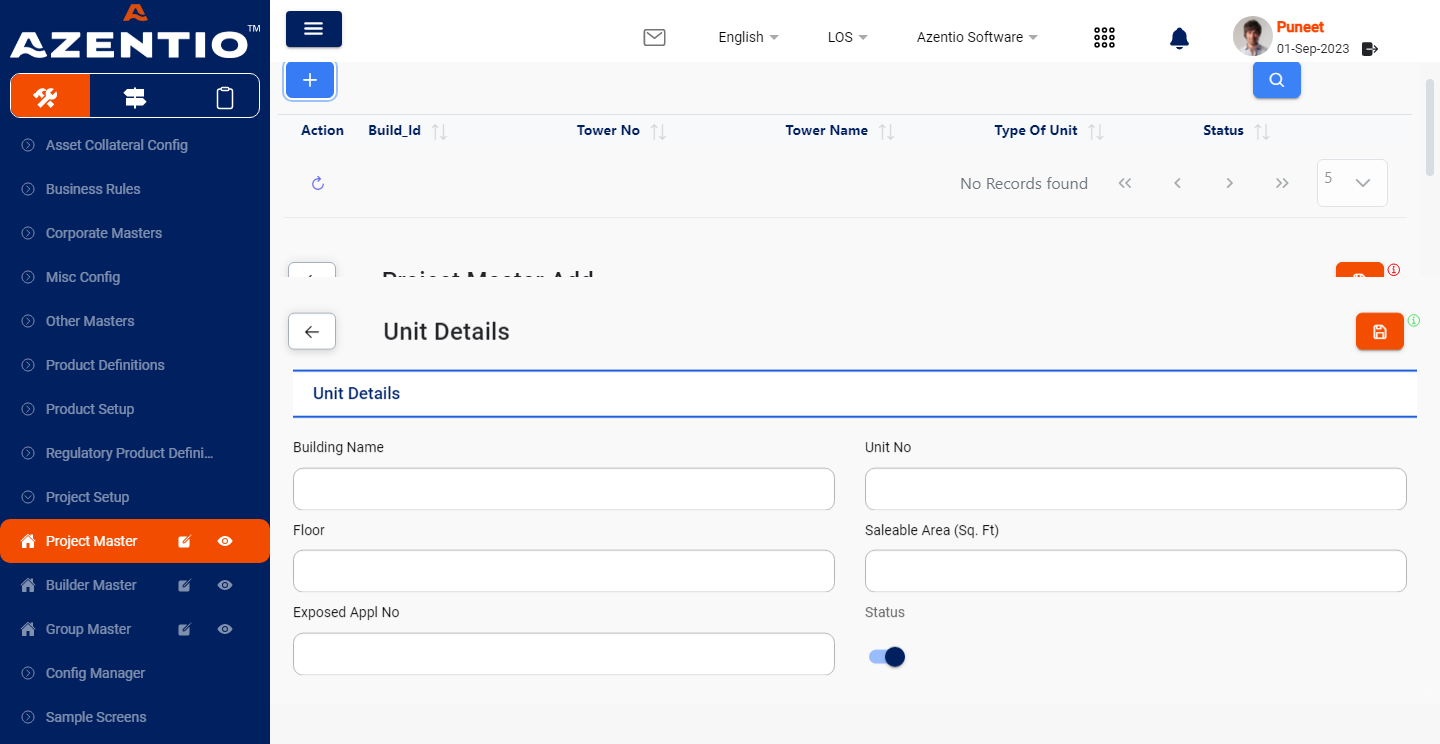 AZENTIO™
English
LOS
Azentio Software
Puneet
01-Sep-2023
Asset Collateral Config
Business Rules
Corporate Masters
Misc Config
Other Masters
Product Definitions
Product Setup
Regulatory Product Defini...
Project Setup
Project Master
Builder Master
Group Master
Config Manager
Sample Screens
Action Build_Id Tower No Tower Name Type Of Unit Status
No Records found
5
Project Master Add
Unit Details
Unit Details
Building Name
Unit No
Floor
Saleable Area (Sq. Ft)
Exposed Appl No
Status